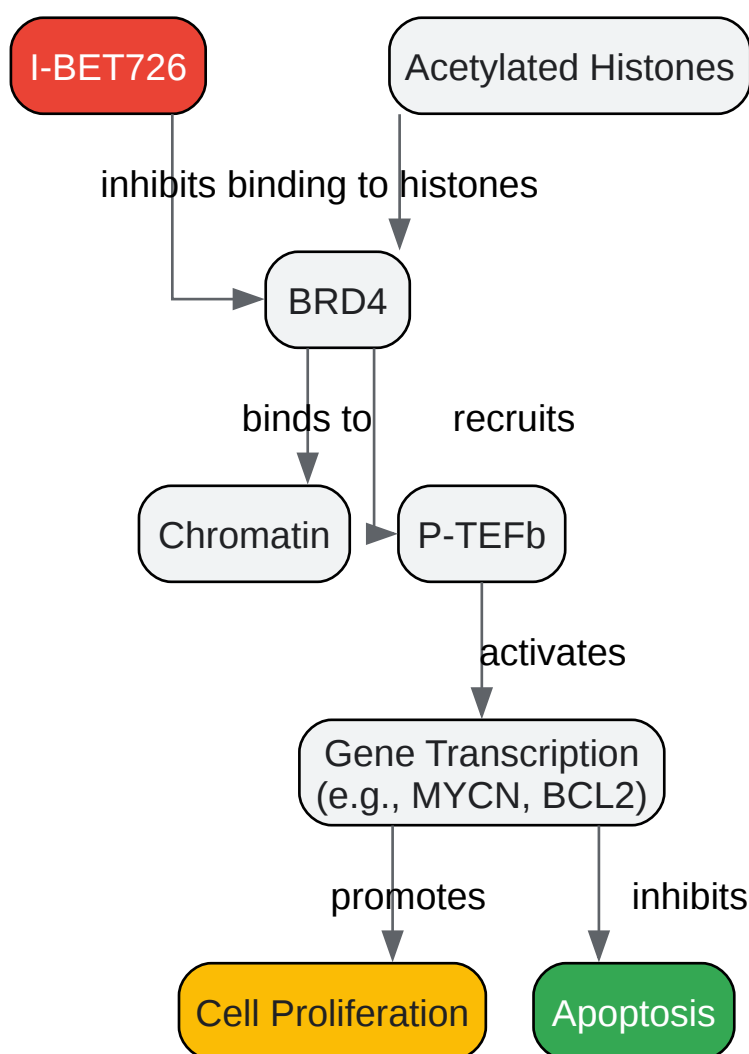 I-BET726
Acetylated Histones
inhibits binding to histones
BRD4
binds to
recruits
Chromatin
P-TEFb
activates
Gene Transcription
(e.g., MYCN, BCL2)
promotes
inhibits
Cell Proliferation
Apoptosis